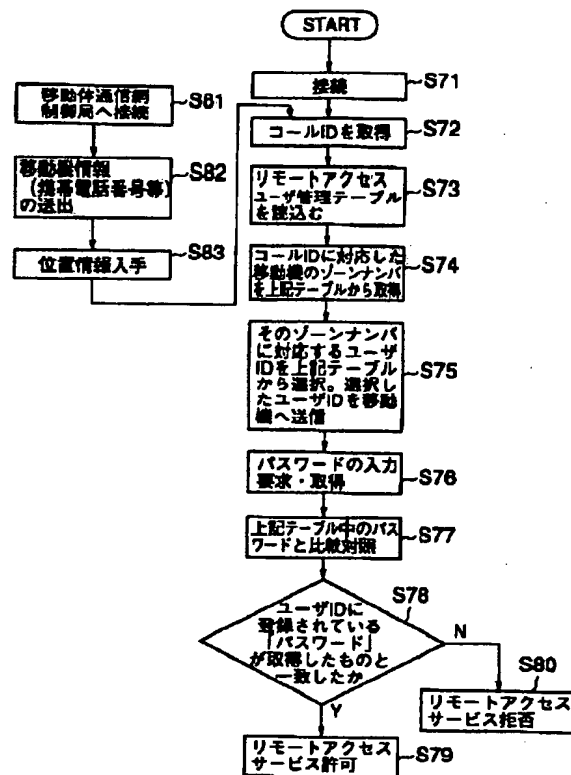 START
接続
S71
コールIDを取得
S72
リモートアクセス
ユーザ管理テーブル
を読込む
S73
コールIDに対応した
移動機のゾーンナンバ
を上記テーブルから取得
S74
そのゾーンナンバ
に対応するユーザ
IDを上記テーブル
から選択。選択し
たユーザIDを移動
機へ送信
S75
パスワードの入力
要求・取得
S76
上記テーブル中のパス
ワードと比較対照
S77
ユーザIDに
登録されている
「パスワード」
が取得したものと
一致したか
S78
N
Y
S80
リモートアクセス
サービス拒否
リモートアクセス
サービス許可
S79
移動体通信網
制御局へ接続
S81
移動機情報
(携帯電話番号等)
の送出
S82
位置情報入手
S83